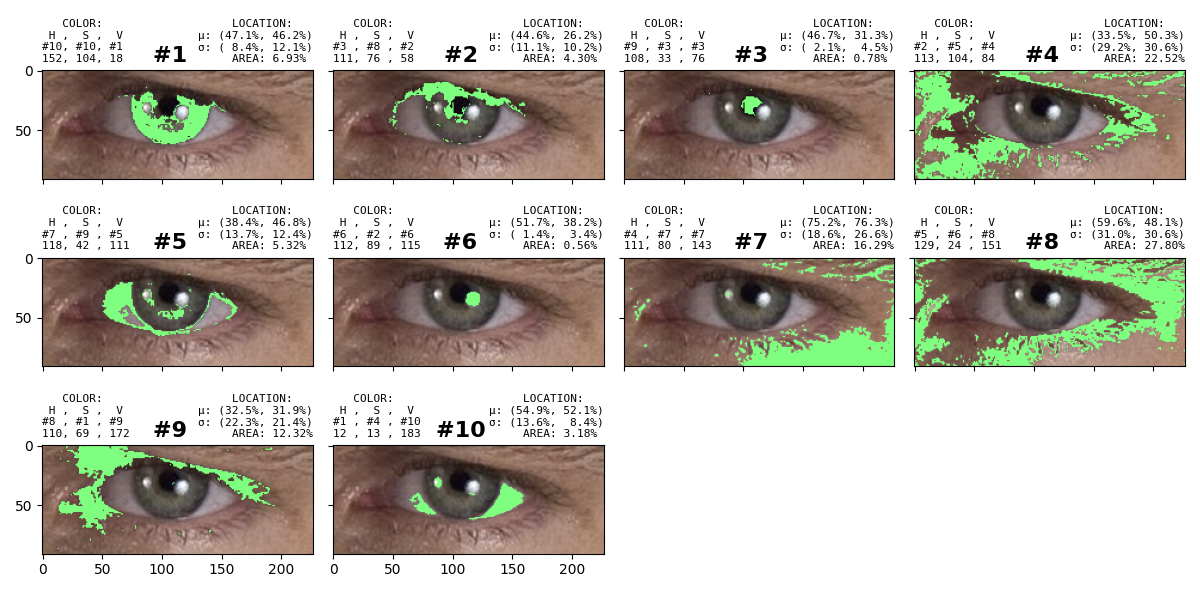 COLOR: LOCATION:
H , S , V μ: (47.1%, 46.2%)
#10, #10, #1 #1 σ: ( 8.4%, 12.1%)
152, 104, 18 AREA: 6.93%
COLOR: LOCATION:
H , S , V μ: (44.6%, 26.2%)
#3 , #8 , #2 #2 σ: (11.1%, 10.2%)
111, 76 , 58 AREA: 4.30%
COLOR: LOCATION:
H , S , V μ: (46.7%, 31.3%)
#9 , #3 , #3 #3 σ: ( 2.1%, 4.5%)
108, 33 , 76 AREA: 0.78%
COLOR: LOCATION:
H , S , V μ: (33.5%, 50.3%)
#2 , #5 , #4 #4 σ: (29.2%, 30.6%)
113, 104, 84 AREA: 22.52%
0
50
COLOR: LOCATION:
H , S , V μ: (38.4%, 46.8%)
#7 , #9 , #5 #5 σ: (13.7%, 12.4%)
118, 42 , 111 AREA: 5.32%
COLOR: LOCATION:
H , S , V μ: (51.7%, 38.2%)
#6 , #2 , #6 #6 σ: ( 1.4%, 3.4%)
112, 89 , 115 AREA: 0.56%
COLOR: LOCATION:
H , S , V μ: (75.2%, 76.3%)
#4 , #7 , #7 #7 σ: (18.6%, 26.6%)
111, 80 , 143 AREA: 16.29%
COLOR: LOCATION:
H , S , V μ: (59.6%, 48.1%)
#5 , #6 , #8 #8 σ: (31.0%, 30.6%)
129, 24 , 151 AREA: 27.80%
0
50
COLOR: LOCATION:
H , S , V μ: (32.5%, 31.9%)
#8 , #1 , #9 #9 σ: (22.3%, 21.4%)
110, 69 , 172 AREA: 12.32%
COLOR: LOCATION:
H , S , V μ: (54.9%, 52.1%)
#1 , #4 , #10 #10 σ: (13.6%, 8.4%)
12 , 13 , 183 AREA: 3.18%
0
50
0 50 100 150 200
0 50 100 150 200